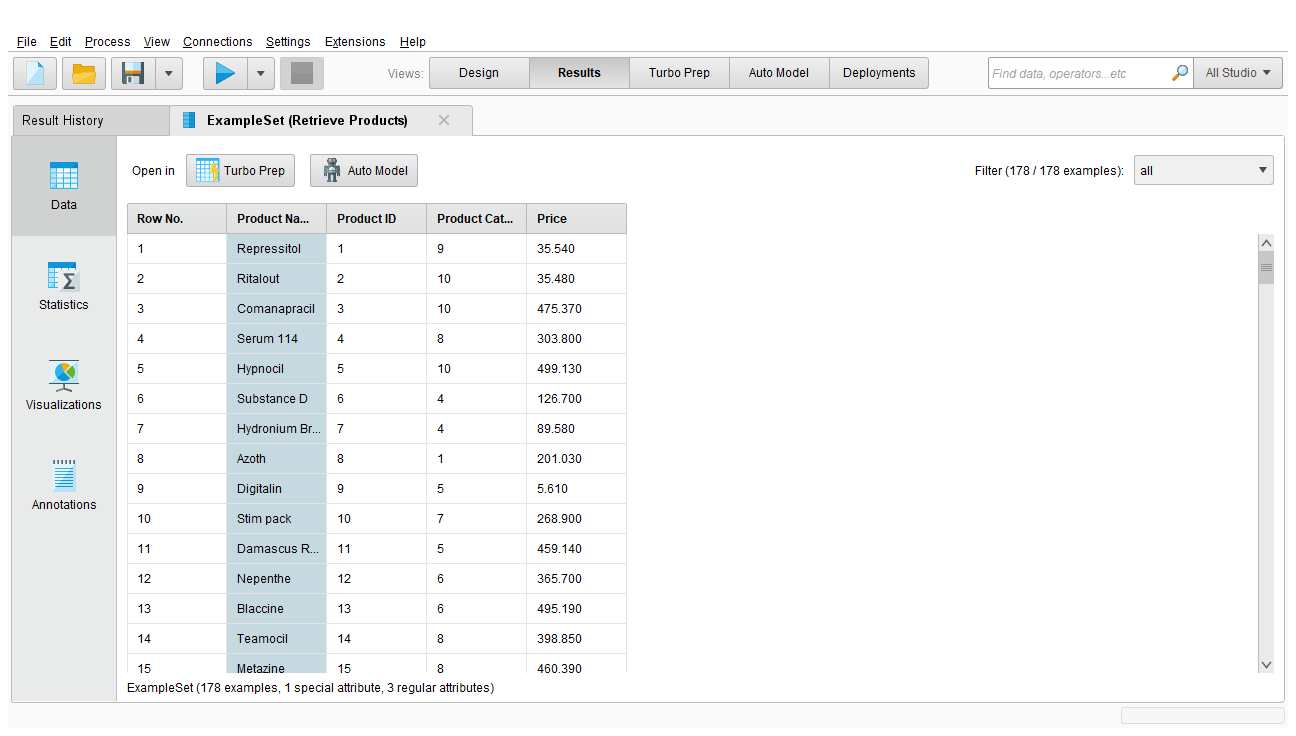 File Edit Process View Connections Settings Extensions Help
Views: Design Results Turbo Prep Auto Model Deployments Find data, operators...etc All Studio
Result History ExampleSet (Retrieve Products)
Data
Statistics
Visualizations
Annotations
Open in Turbo Prep Auto Model Filter (178 / 178 examples): all
Row No. Product Na... Product ID Product Cat... Price
1 Repressitol 1 9 35.540
2 Ritalout 2 10 35.480
3 Comanapracil 3 10 475.370
4 Serum 114 4 8 303.800
5 Hypnocil 5 10 499.130
6 Substance D 6 4 126.700
7 Hydronium Br... 7 4 89.580
8 Azoth 8 1 201.030
9 Digitalin 9 5 5.610
10 Stim pack 10 7 268.900
11 Damascus R... 11 5 459.140
12 Nepenthe 12 6 365.700
13 Blaccine 13 6 495.190
14 Teamocil 14 8 398.850
15 Metazine 15 8 460.390
ExampleSet (178 examples, 1 special attribute, 3 regular attributes)